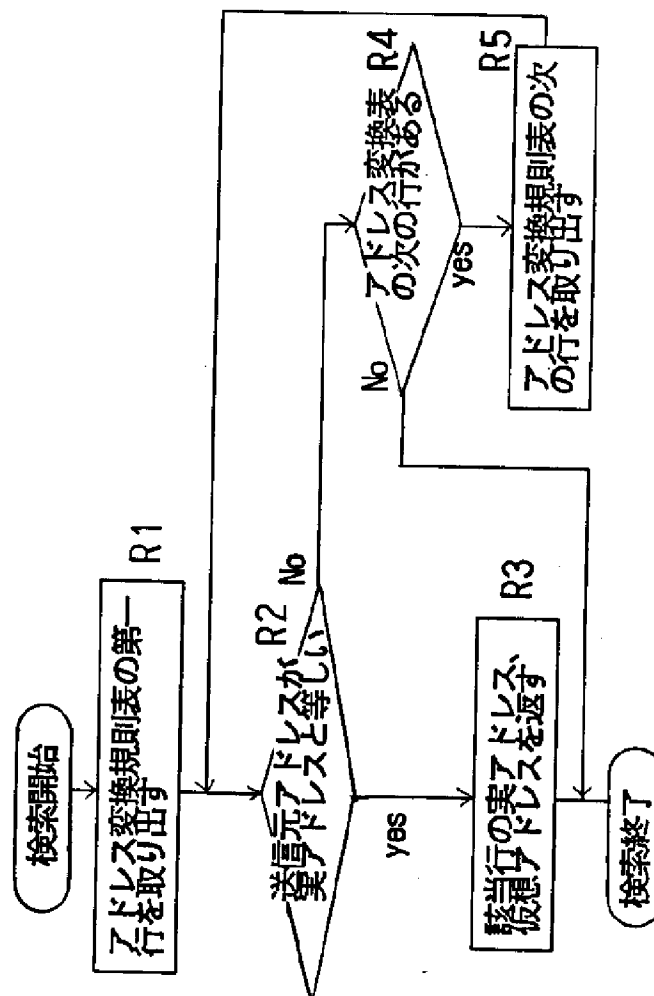 検索開始
アドレス変換規則表の第一
行を取り出す
R1
送信元アドレスが
実アドレスと等しい
R2
No
yes
該当行の実アドレス、
仮想アドレスを返す
R3
検索終了
アドレス変換表
の次の行がある
R4
No
yes
アドレス変換規則表の次
の行を取り出す
R5